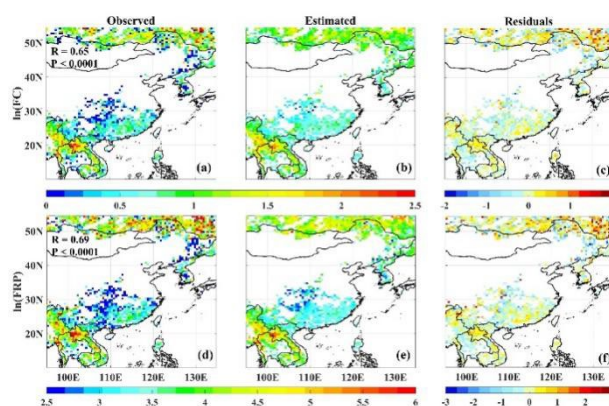 Observed Estimated Residuals
50N
R = 0.65
P < 0.0001
40N
ln(FC)
30N
20N
(a) (b) (c)
0 0.5 1 1.5 2 2.5 -2 -1 0 1
50N
R = 0.69
P < 0.0001
40N
ln(FRP)
30N
20N
(d) (e) (f)
100E 110E 120E 130E 100E 110E 120E 130E 100E 110E 120E 130E
2.5 3 3.5 4 4.5 5 5.5 6 -3 -2 -1 0 1 2